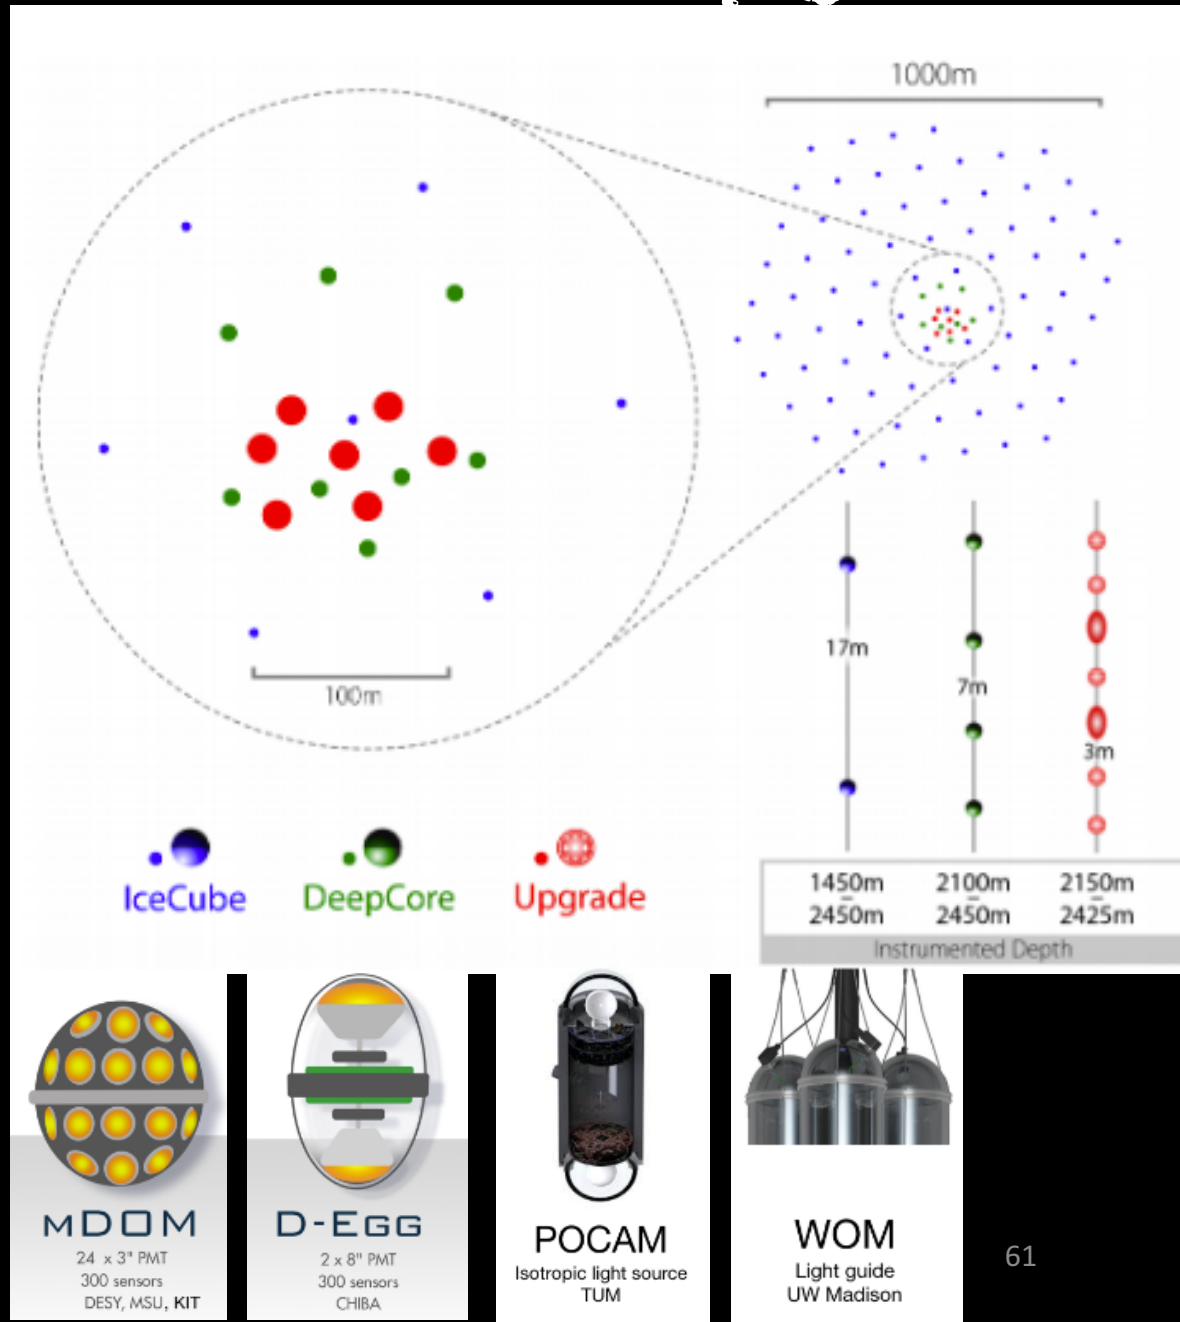 1000m
100m
17m
7m
3m
IceCube
DeepCore
Upgrade
1450m
2100m
2150m
2450m
2450m
2425m
Instrumented Depth
mDOM
24 x 3" PMT
300 sensors
DESY, MSU, KIT
D-Egg
2 x 8" PMT
300 sensors
CHIBA
POCAM
Isotropic light source
TUM
WOM
Light guide
UW Madison
61